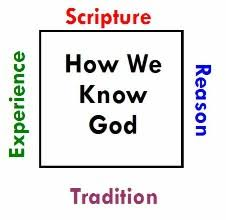 Scripture
Experience
How We
Know
God
Reason
Tradition